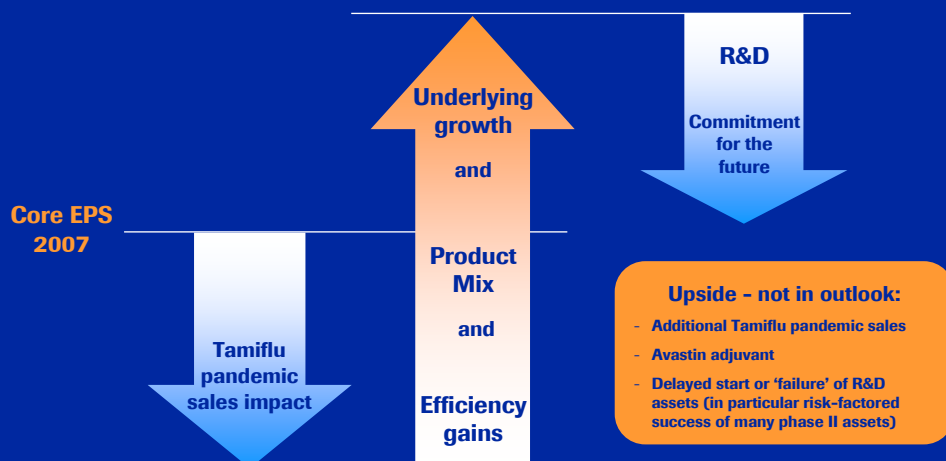 Core EPS
2007
Tamiflu
pandemic
sales impact
Underlying
growth
and
Product
Mix
and
Efficiency
gains
R&D
Commitment
for the
future
Upside - not in outlook:
- Additional Tamiflu pandemic sales
- Avastin adjuvant
- Delayed start or ‘failure’ of R&D
assets (in particular risk-factored
success of many phase II assets)